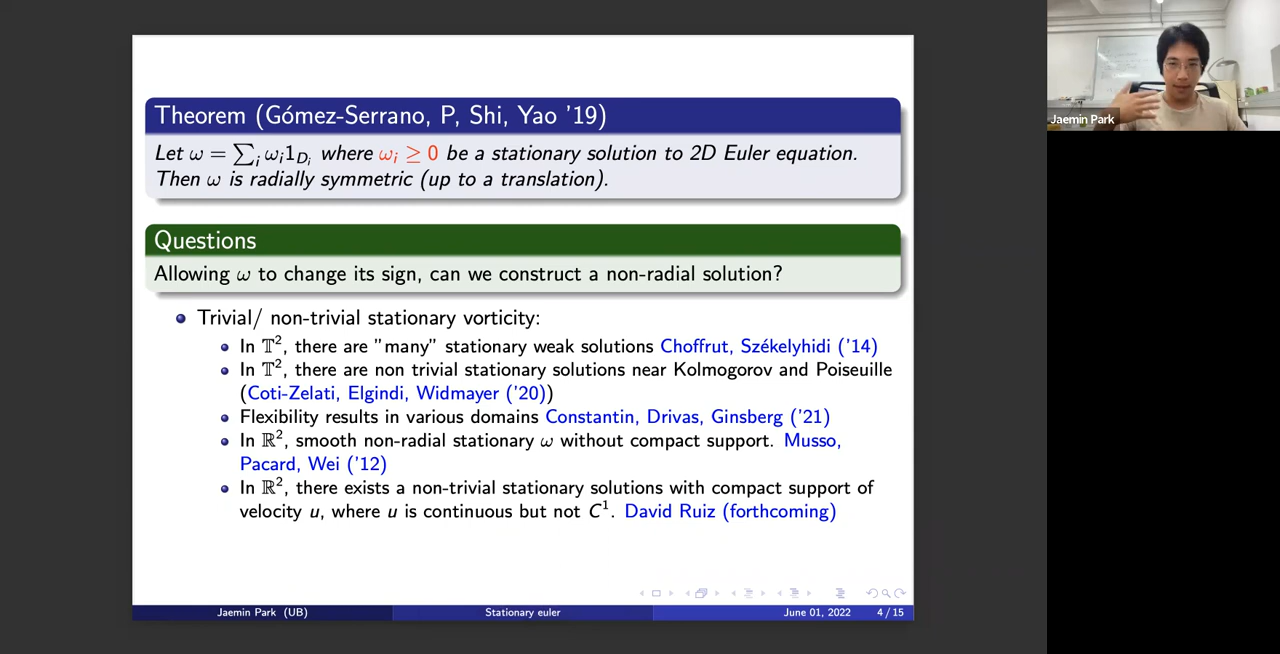 Theorem (Gómez-Serrano, P, Shi, Yao '19)
Let ω = ∑ᵢ ωᵢ1_{Dᵢ} where ωᵢ ≥ 0 be a stationary solution to 2D Euler equation.
Then ω is radially symmetric (up to a translation).
Questions
Allowing ω to change its sign, can we construct a non-radial solution?
Trivial/ non-trivial stationary vorticity:
In 𝕋², there are "many" stationary weak solutions Choffrut, Székelyhidi ('14)
In 𝕋², there are non trivial stationary solutions near Kolmogorov and Poiseuille
(Coti-Zelati, Elgindi, Widmayer ('20))
Flexibility results in various domains Constantin, Drivas, Ginsberg ('21)
In ℝ², smooth non-radial stationary ω without compact support. Musso,
Pacard, Wei ('12)
In ℝ², there exists a non-trivial stationary solutions with compact support of
velocity u, where u is continuous but not C¹. David Ruiz (forthcoming)
Jaemin Park (UB) Stationary euler June 01, 2022 4 / 15
Jaemin Park